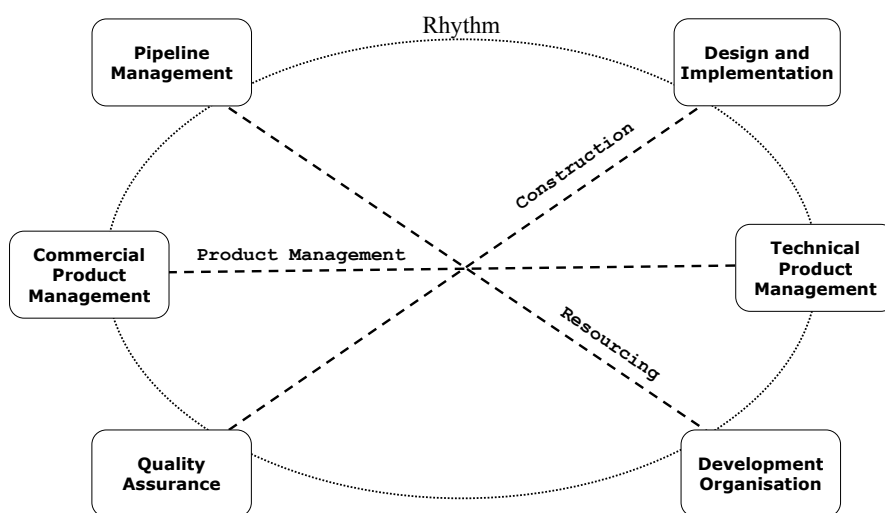 Rhythm
Pipeline
Management
Design and
Implementation
Construction
Commercial
Product
Management
Product Management
Technical
Product
Management
Resourcing
Quality
Assurance
Development
Organisation